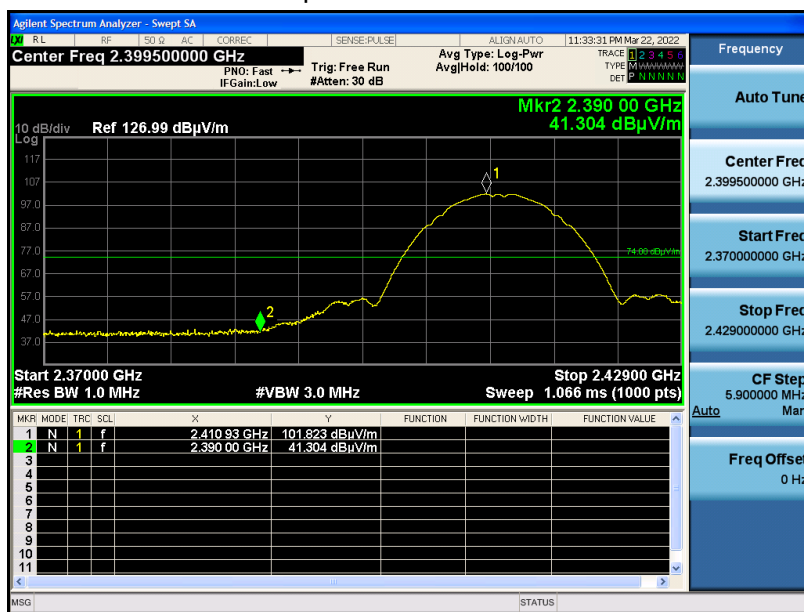 Agilent Spectrum Analyzer - Swept SA
LXI RL RF 50 Ω AC CORREC SENSE:PULSE ALIGN AUTO 11:33:31 PM Mar 22, 2022
Center Freq 2.399500000 GHz
PNO: Fast
IFGain:Low
Trig: Free Run
#Atten: 30 dB
Avg Type: Log-Pwr
Avg|Hold: 100/100
TRACE 1 2 3 4 5 6
TYPE M WWWWW
DET P N N N N N
Mkr2 2.390 00 GHz
41.304 dBµV/m
10 dB/div Ref 126.99 dBµV/m
Log
117
107
97.0
87.0
77.0
67.0
57.0
47.0
37.0
1
2
74.00 dBµV/m
Start 2.37000 GHz Stop 2.42900 GHz
#Res BW 1.0 MHz #VBW 3.0 MHz Sweep 1.066 ms (1000 pts)
MKR MODE TRC SCL X Y FUNCTION FUNCTION WIDTH FUNCTION VALUE
1 N 1 f 2.410 93 GHz 101.823 dBµV/m
2 N 1 f 2.390 00 GHz 41.304 dBµV/m
3
4
5
6
7
8
9
10
11
MSG STATUS
Frequency
Auto Tune
Center Freq
2.399500000 GHz
Start Freq
2.370000000 GHz
Stop Freq
2.429000000 GHz
CF Step
5.900000 MHz
Auto Man
Freq Offset
0 Hz